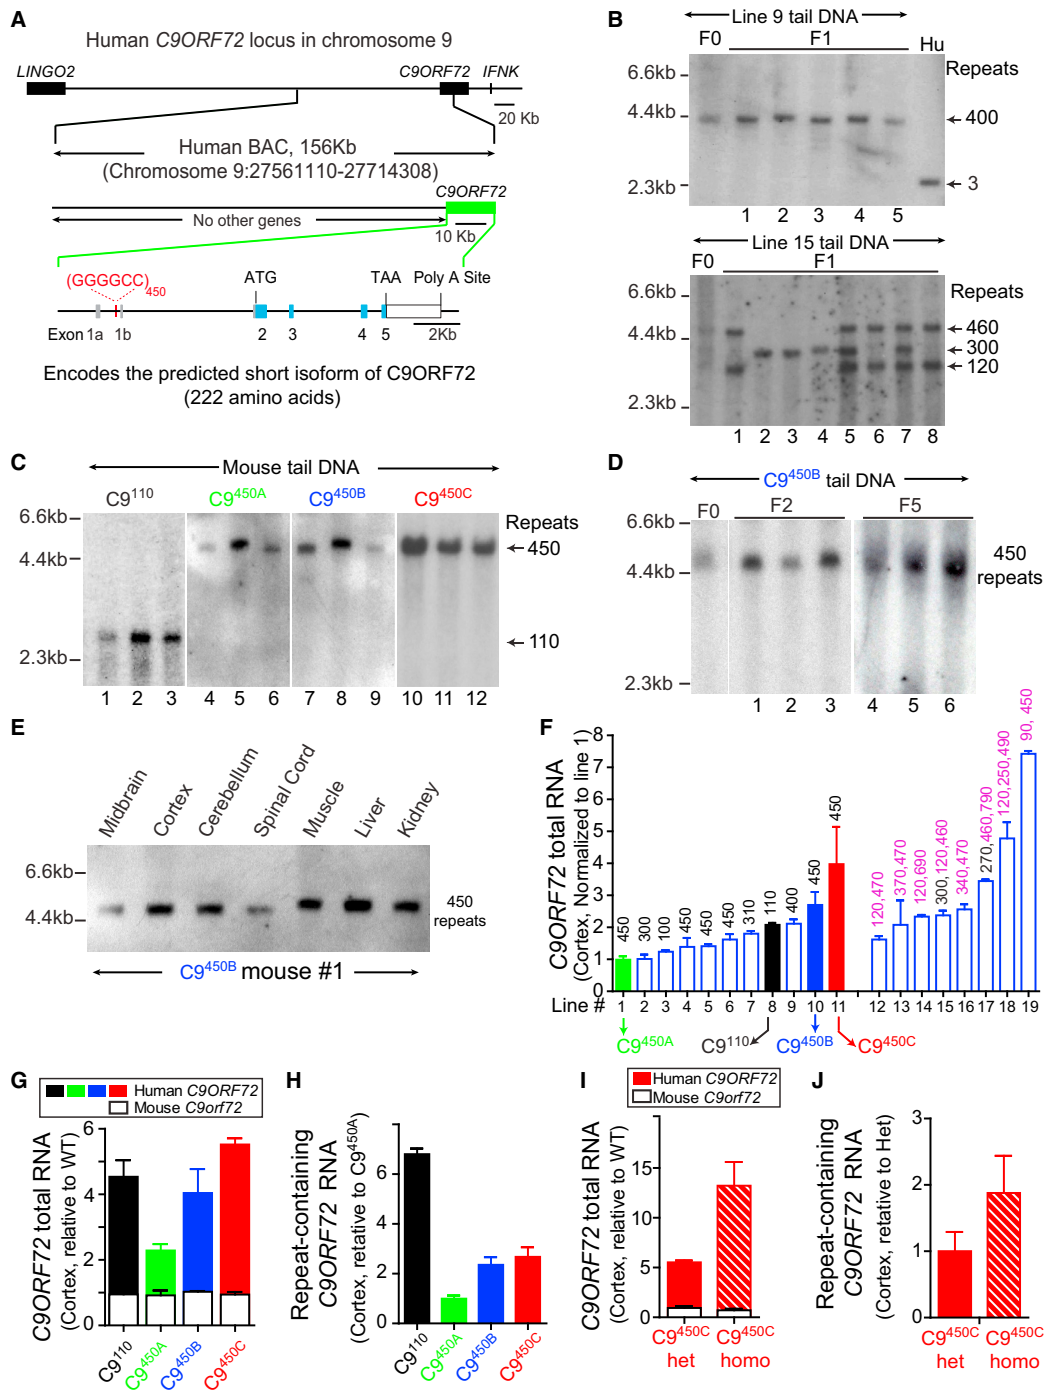 A
Human C9ORF72 locus in chromosome 9
LINGO2
C9ORF72
IFNK
20 Kb
Human BAC, 156Kb
(Chromosome 9:27561110-27714308)
C9ORF72
No other genes
10 Kb
(GGGGCC)450
ATG
TAA
Poly A Site
Exon 1a 1b 2 3 4 5
2Kb
Encodes the predicted short isoform of C9ORF72
(222 amino acids)
B
Line 9 tail DNA
F0 F1 Hu
Repeats
6.6kb
4.4kb
2.3kb
400
3
1 2 3 4 5
Line 15 tail DNA
F0 F1
Repeats
6.6kb
4.4kb
2.3kb
460
300
120
1 2 3 4 5 6 7 8
C
Mouse tail DNA
C9110 C9450A C9450B C9450C
6.6kb
4.4kb
2.3kb
Repeats
450
110
1 2 3 4 5 6 7 8 9 10 11 12
D
C9450B tail DNA
F0 F2 F5
6.6kb
4.4kb
2.3kb
450
repeats
1 2 3 4 5 6
E
Midbrain
Cortex
Cerebellum
Spinal Cord
Muscle
Liver
Kidney
6.6kb
4.4kb
450
repeats
C9450B mouse #1
F
C9ORF72 total RNA
(Cortex, Normalized to line 1)
8
7
6
5
4
3
2
1
0
450
300
100
450
450
450
310
110
400
450
450
120,470
370,470
120,690
300,120,460
340,470
270,460,790
120,250,490
90, 450
Line # 1 2 3 4 5 6 7 8 9 10 11 12 13 14 15 16 17 18 19
C9450A
C9110
C9450B
C9450C
G
Human C9ORF72
Mouse C9orf72
C9ORF72 total RNA
(Cortex, relative to WT)
6
4
2
0
C9110
C9450A
C9450B
C9450C
H
Repeat-containing
C9ORF72 RNA
(Cortex, retative to C9450A)
8
6
4
2
0
C9110
C9450A
C9450B
C9450C
I
Human C9ORF72
Mouse C9orf72
C9ORF72 total RNA
(Cortex, relative to WT)
15
10
5
0
C9450C
het
C9450C
homo
J
Repeat-containing
C9ORF72 RNA
(Cortex, relative to Het)
3
2
1
0
C9450C
het
C9450C
homo